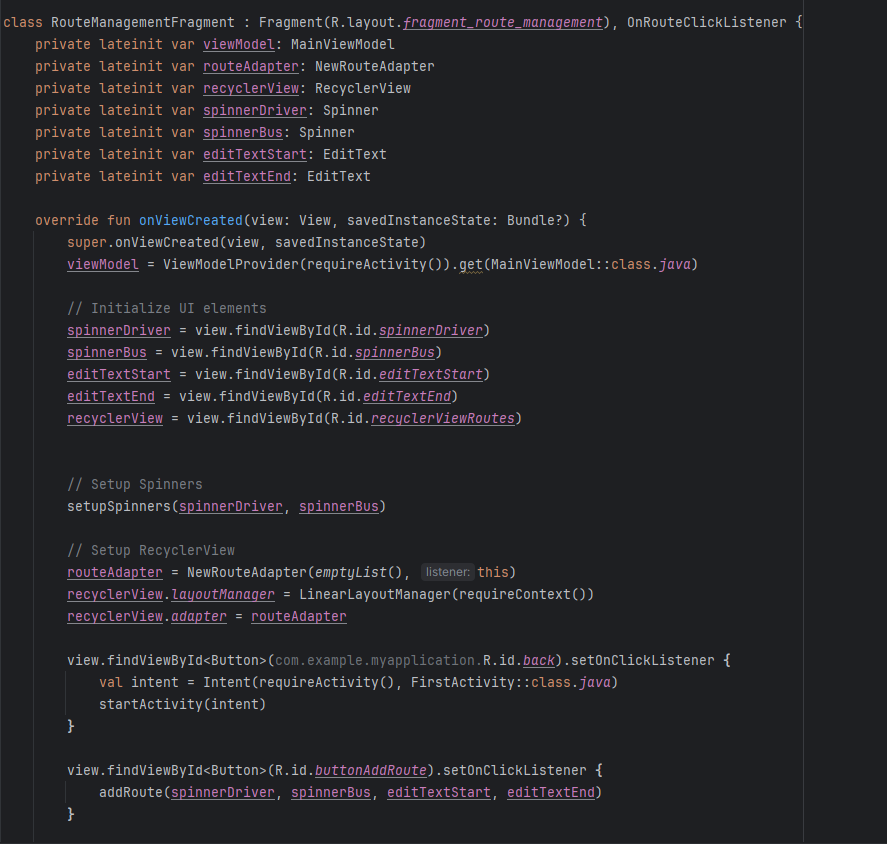 class RouteManagementFragment : Fragment(R.layout.fragment_route_management), OnRouteClickListener {
    private lateinit var viewModel: MainViewModel
    private lateinit var routeAdapter: NewRouteAdapter
    private lateinit var recyclerView: RecyclerView
    private lateinit var spinnerDriver: Spinner
    private lateinit var spinnerBus: Spinner
    private lateinit var editTextStart: EditText
    private lateinit var editTextEnd: EditText

    override fun onViewCreated(view: View, savedInstanceState: Bundle?) {
        super.onViewCreated(view, savedInstanceState)
        viewModel = ViewModelProvider(requireActivity()).get(MainViewModel::class.java)

        // Initialize UI elements
        spinnerDriver = view.findViewById(R.id.spinnerDriver)
        spinnerBus = view.findViewById(R.id.spinnerBus)
        editTextStart = view.findViewById(R.id.editTextStart)
        editTextEnd = view.findViewById(R.id.editTextEnd)
        recyclerView = view.findViewById(R.id.recyclerViewRoutes)

        // Setup Spinners
        setupSpinners(spinnerDriver, spinnerBus)

        // Setup RecyclerView
        routeAdapter = NewRouteAdapter(emptyList(), listener: this)
        recyclerView.layoutManager = LinearLayoutManager(requireContext())
        recyclerView.adapter = routeAdapter

        view.findViewById<Button>(com.example.myapplication.R.id.back).setOnClickListener {
            val intent = Intent(requireActivity(), FirstActivity::class.java)
            startActivity(intent)
        }

        view.findViewById<Button>(R.id.buttonAddRoute).setOnClickListener {
            addRoute(spinnerDriver, spinnerBus, editTextStart, editTextEnd)
        }